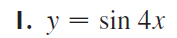 1. y = sin 4x